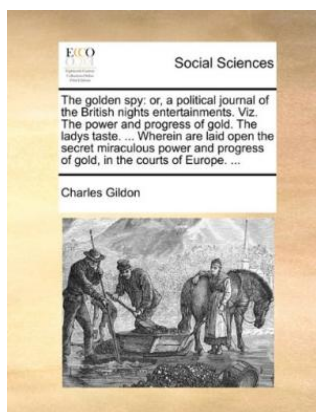 ECCO
Social Sciences
The golden spy: or, a political journal of
the British nights entertainments. Viz.
The power and progress of gold. The
ladys taste. ... Wherein are laid open the
secret miraculous power and progress
of gold, in the courts of Europe. ...
Charles Gildon